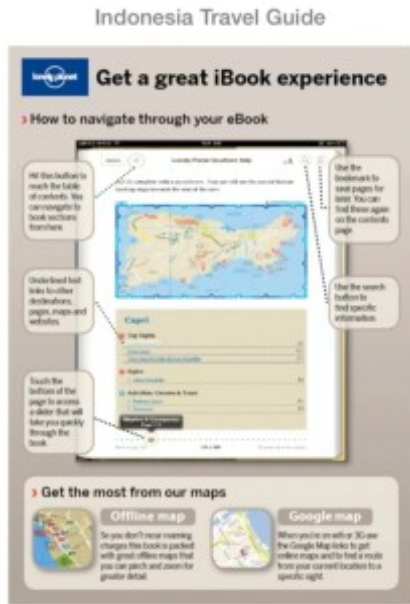 Indonesia Travel Guide
lonely planet
Get a great iBook experience
› How to navigate through your eBook
Hit this button to
reach the table
of contents. You
can navigate to
book sections
from here.
Use the
bookmark to
save pages for
later. You can
find these again
on the contents
page.
Underlined text
links to other
destinations,
pages, maps and
websites.
Use the search
button to
find specific
information.
Capri
Top Sights
Sights
Activities, Courses & Tours
Touch the
bottom of the
page to access
a slider that will
take you quickly
through the
book.
› Get the most from our maps
Offline map
So you don't incur roaming
charges this book is packed
with great offline maps that
you can pinch and zoom for
greater detail.
Google map
When you're on wifi or 3G use
the Google Map links to get
online maps and to find a route
from your current location to a
specific sight.